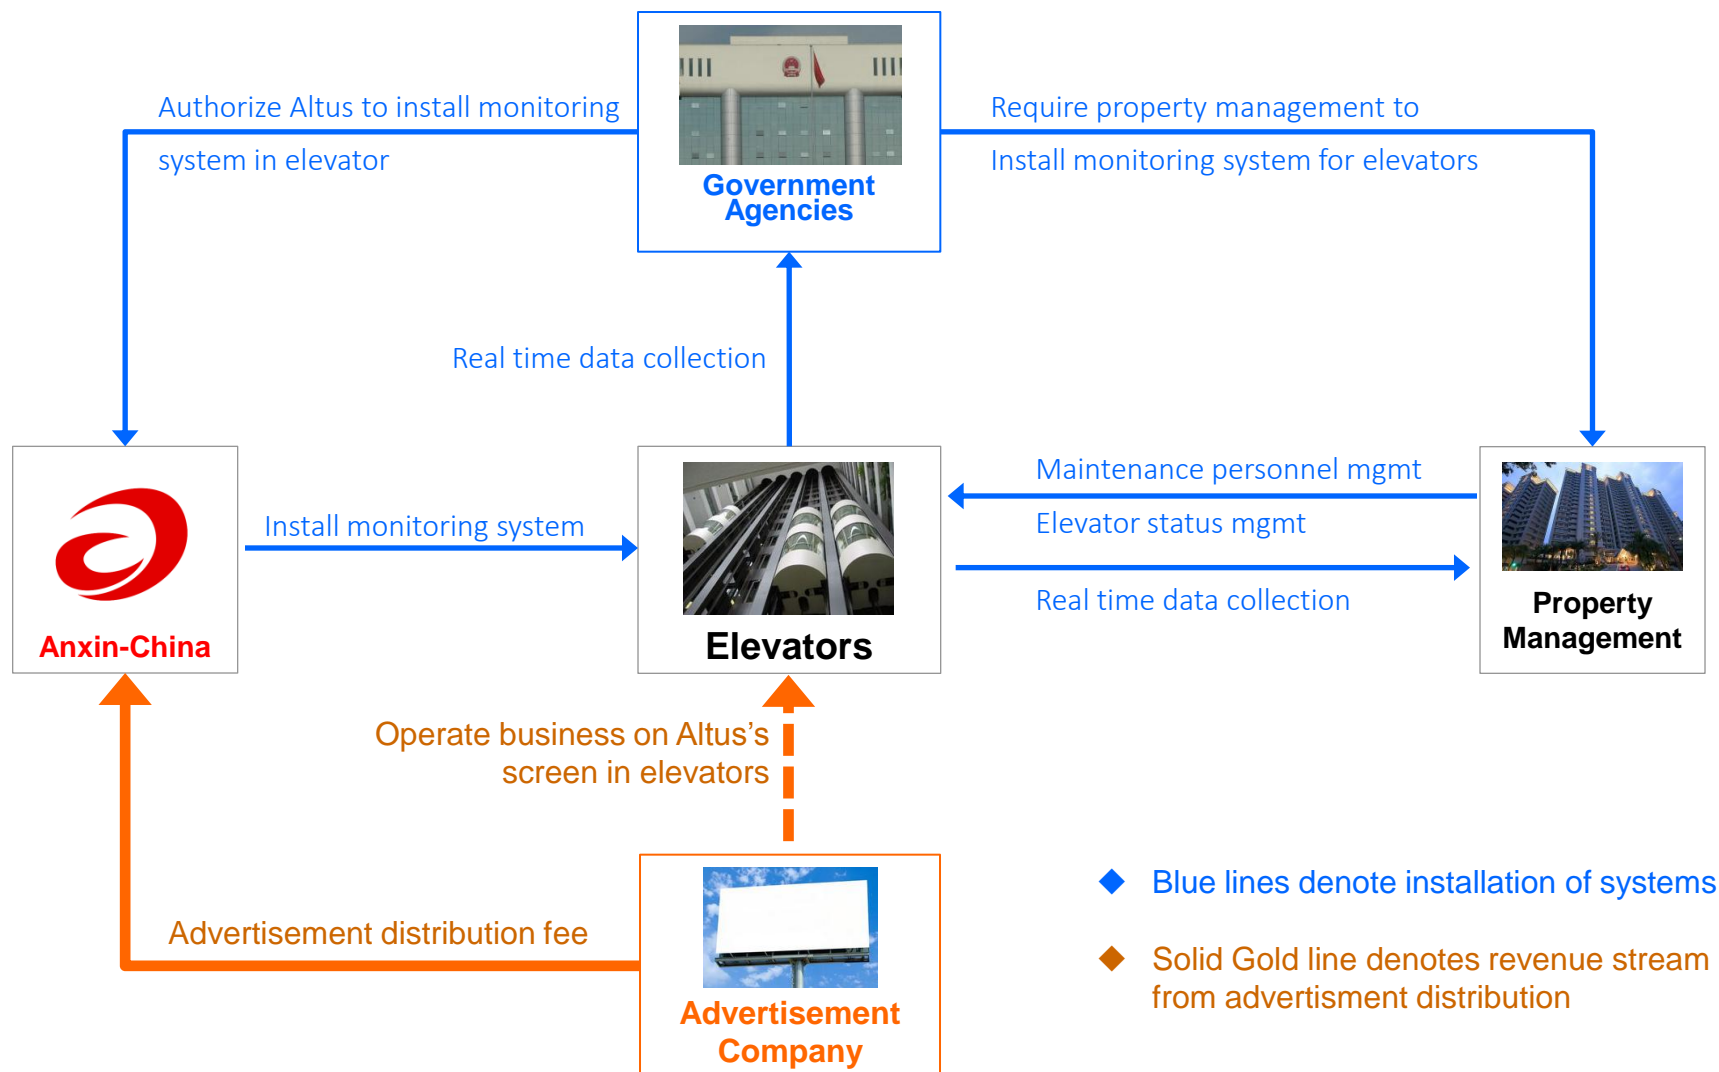 Authorize Altus to install monitoring
system in elevator
Government
Agencies
Require property management to
Install monitoring system for elevators
Real time data collection
Anxin-China
Install monitoring system
Elevators
Maintenance personnel mgmt
Elevator status mgmt
Real time data collection
Property
Management
Operate business on Altus’s
screen in elevators
Advertisement distribution fee
Advertisement
Company
Blue lines denote installation of systems
Solid Gold line denotes revenue stream
from advertisment distribution